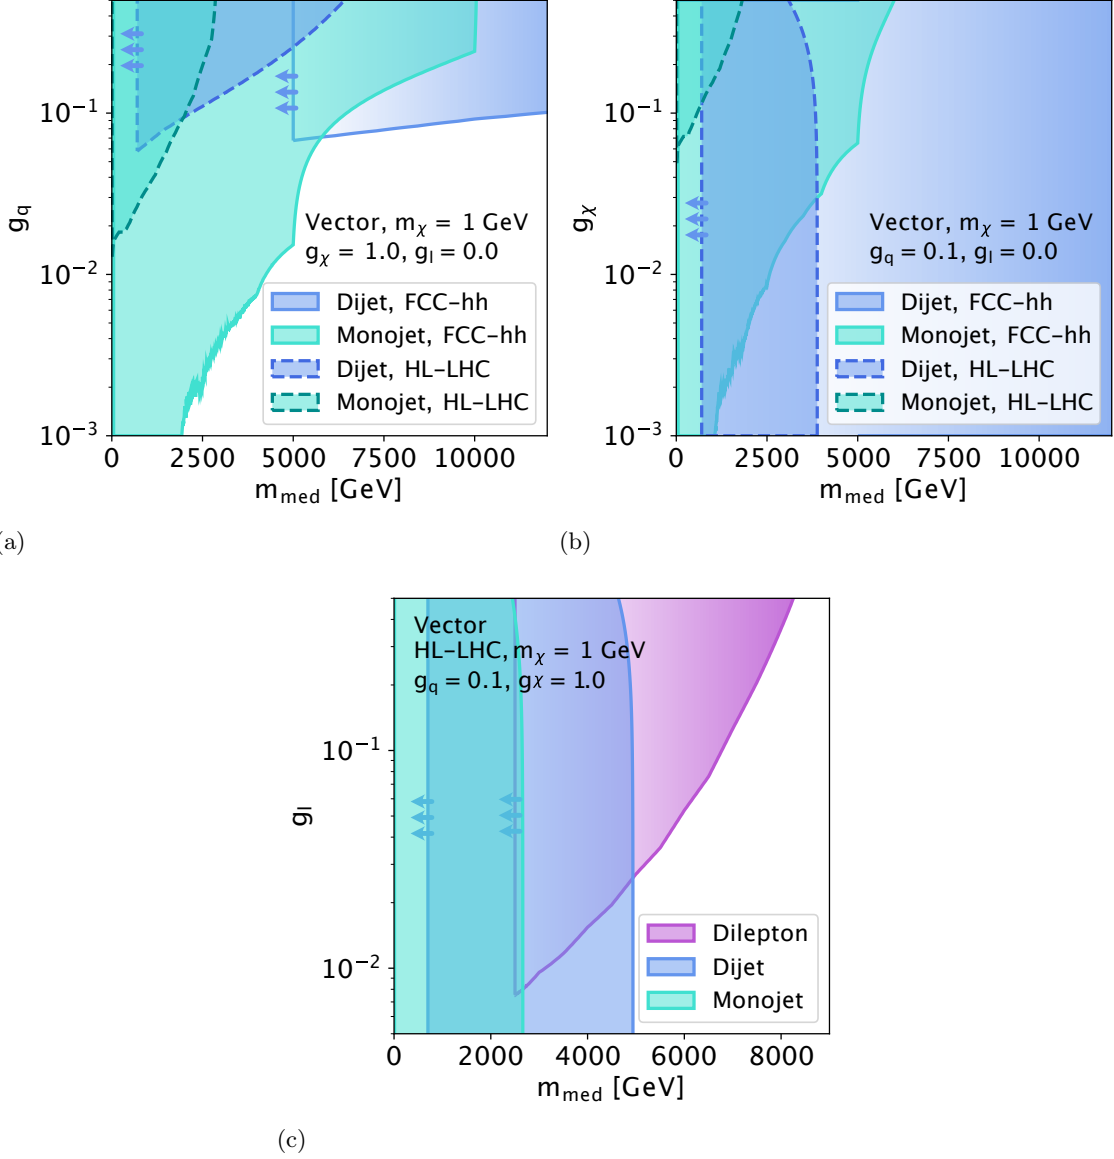 10⁻¹
10⁻²
10⁻³
g_q
Vector, m_χ = 1 GeV
g_χ = 1.0, g_l = 0.0
Dijet, FCC-hh
Monojet, FCC-hh
Dijet, HL-LHC
Monojet, HL-LHC
0 2500 5000 7500 10000
m_med [GeV]
(a)
10⁻¹
10⁻²
10⁻³
g_χ
Vector, m_χ = 1 GeV
g_q = 0.1, g_l = 0.0
Dijet, FCC-hh
Monojet, FCC-hh
Dijet, HL-LHC
Monojet, HL-LHC
0 2500 5000 7500 10000
m_med [GeV]
(b)
Vector
HL-LHC, m_χ = 1 GeV
g_q = 0.1, gχ = 1.0
10⁻¹
10⁻²
g_l
Dilepton
Dijet
Monojet
0 2000 4000 6000 8000
m_med [GeV]
(c)